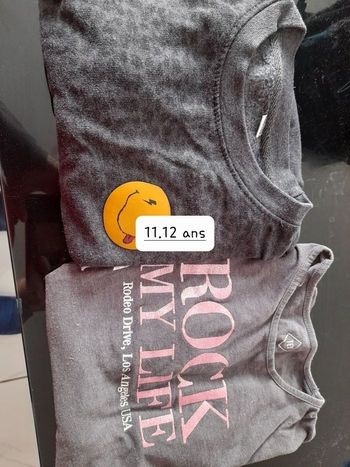 11.12 ans
ROCK
MY LIFE
Rodeo Drive, Los Angeles USA